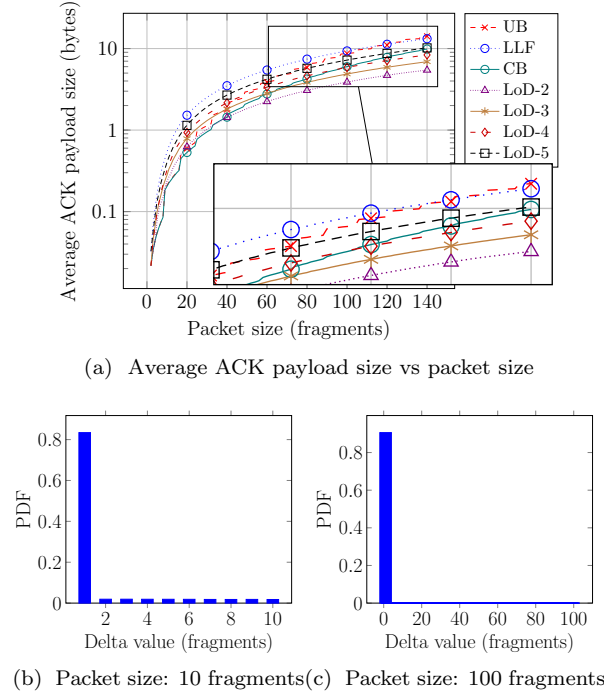 Average ACK payload size (bytes)
10
1
0.1
0 20 40 60 80 100 120 140
Packet size (fragments)
UB
LLF
CB
LoD-2
LoD-3
LoD-4
LoD-5
(a) Average ACK payload size vs packet size
PDF
0.8
0.6
0.4
0.2
0
2 4 6 8 10
Delta value (fragments)
(b) Packet size: 10 fragments
PDF
0.8
0.6
0.4
0.2
0
0 20 40 60 80 100
Delta value (fragments)
(c) Packet size: 100 fragments